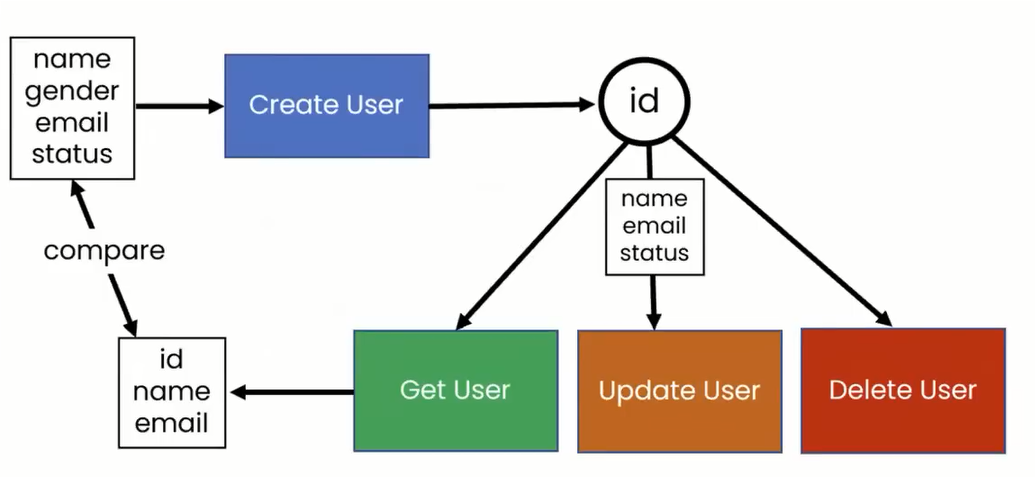 name
gender
email
status
Create User
id
name
email
status
compare
id
name
email
Get User
Update User
Delete User